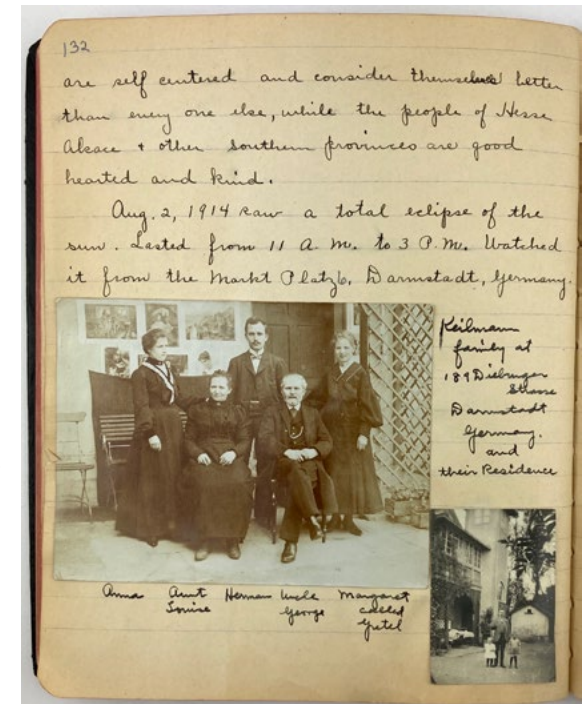 132
are self centered and consider themselves better
than every one else, while the people of Hesse
Alsace + other Southern provinces are good
hearted and kind.
Aug. 2, 1914 saw a total eclipse of the
sun. Lasted from 11 A.M. to 3 P.M. Watched
it from the Markt Platz, Darmstadt, Germany.
Keilmann
family at
189 Dieburger
Strasse
Darmstadt
Germany.
and
their Residence
Anna Aunt Louise Herman Uncle George Margaret called Gretel